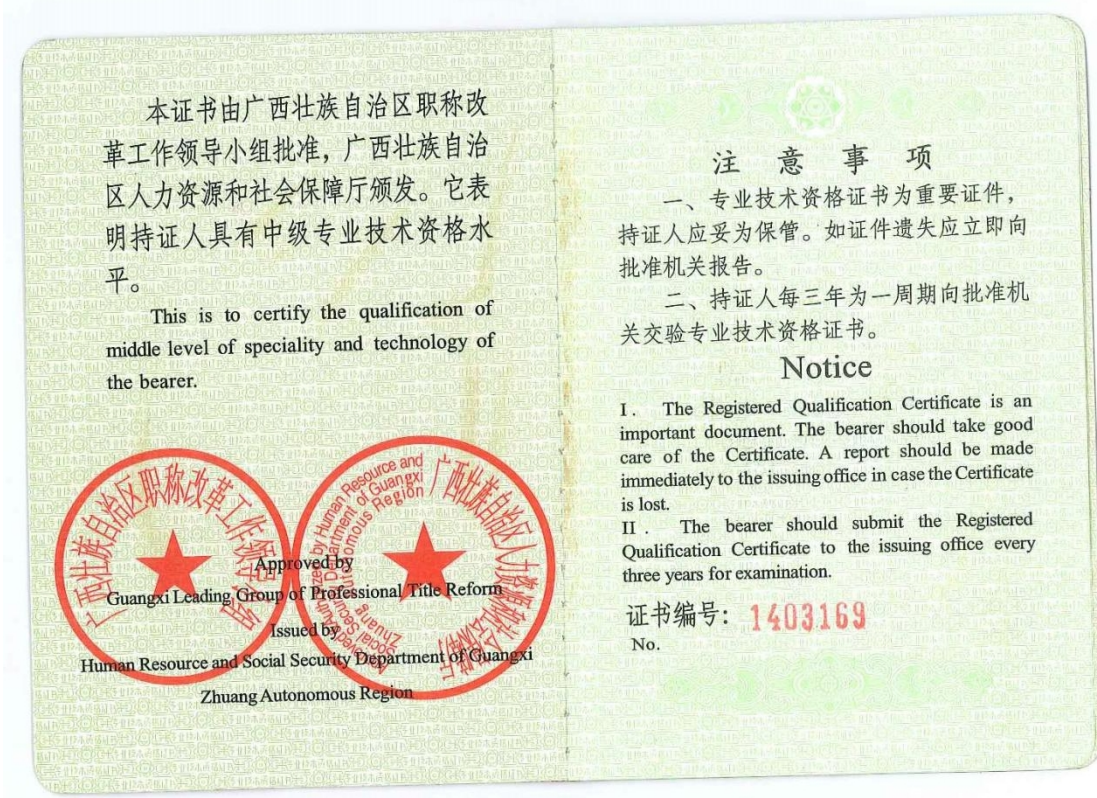 本证书由广西壮族自治区职称改
革工作领导小组批准，广西壮族自治
区人力资源和社会保障厅颁发。它表
明持证人具有中级专业技术资格水
平。
This is to certify the qualification of
middle level of speciality and technology of
the bearer.
广西壮族自治区职称改革工作领导小组
广西壮族自治区人力资源和社会保障厅
Approved by
Guangxi Leading Group of Professional Title Reform
Issued by
Human Resource and Social Security Department of Guangxi
Zhuang Autonomous Region
注 意 事 项
一、专业技术资格证书为重要证件，
持证人应妥为保管。如证件遗失应立即向
批准机关报告。
二、持证人每三年为一周期向批准机
关交验专业技术资格证书。
Notice
I . The Registered Qualification Certificate is an
important document. The bearer should take good
care of the Certificate. A report should be made
immediately to the issuing office in case the Certificate
is lost.
II . The bearer should submit the Registered
Qualification Certificate to the issuing office every
three years for examination.
证书编号： 1403169
No.